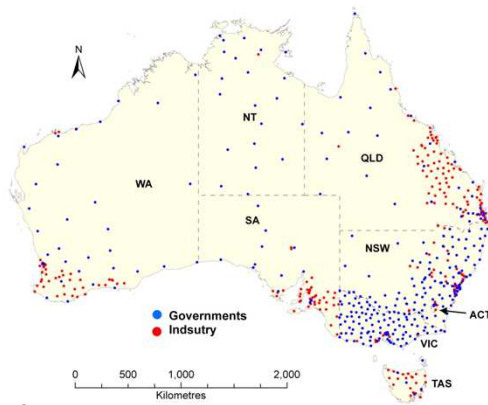 N
NT
QLD
WA
SA
NSW
ACT
VIC
TAS
Governments
Indsutry
0 500 1,000 2,000
Kilometres